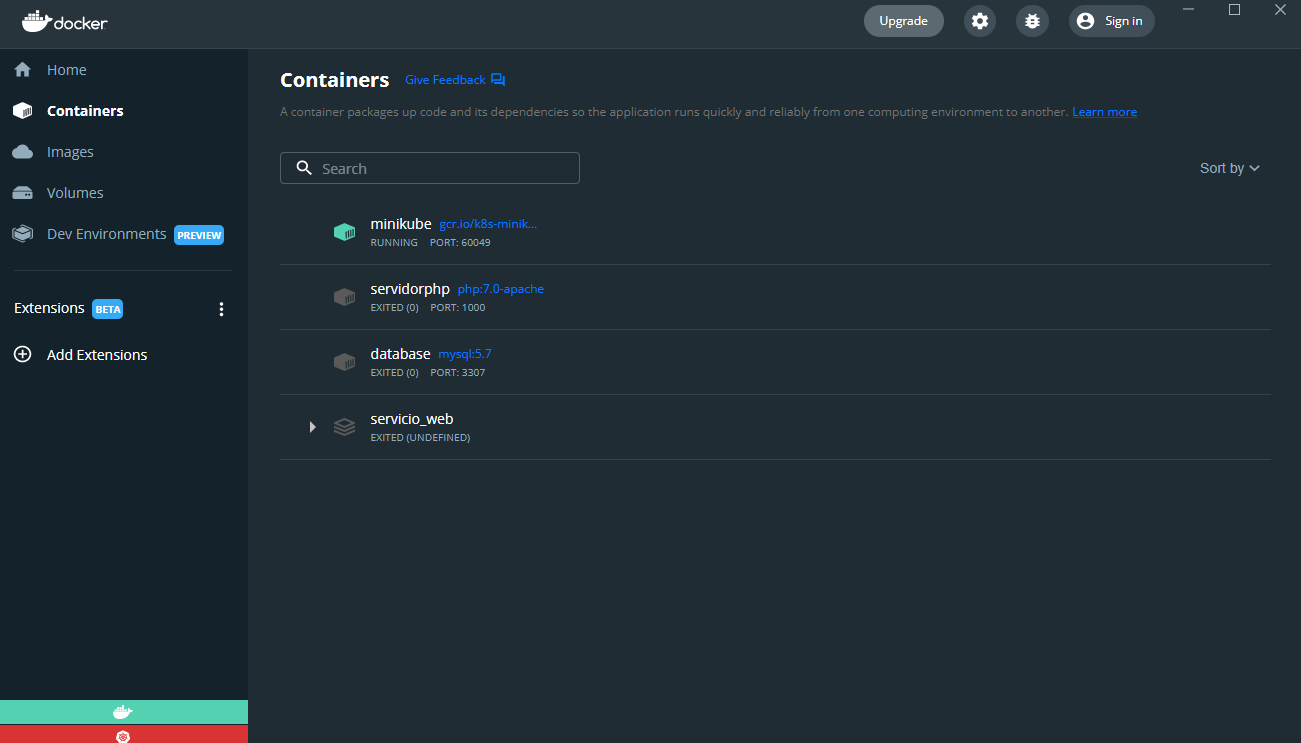 docker
Upgrade
Sign in
Home
Containers
Images
Volumes
Dev Environments PREVIEW
Extensions BETA
Add Extensions
Containers Give Feedback
A container packages up code and its dependencies so the application runs quickly and reliably from one computing environment to another. Learn more
Search
Sort by
minikube gcr.io/k8s-minik...
RUNNING PORT: 60049
servidorphp php:7.0-apache
EXITED (0) PORT: 1000
database mysql:5.7
EXITED (0) PORT: 3307
servicio_web
EXITED (UNDEFINED)